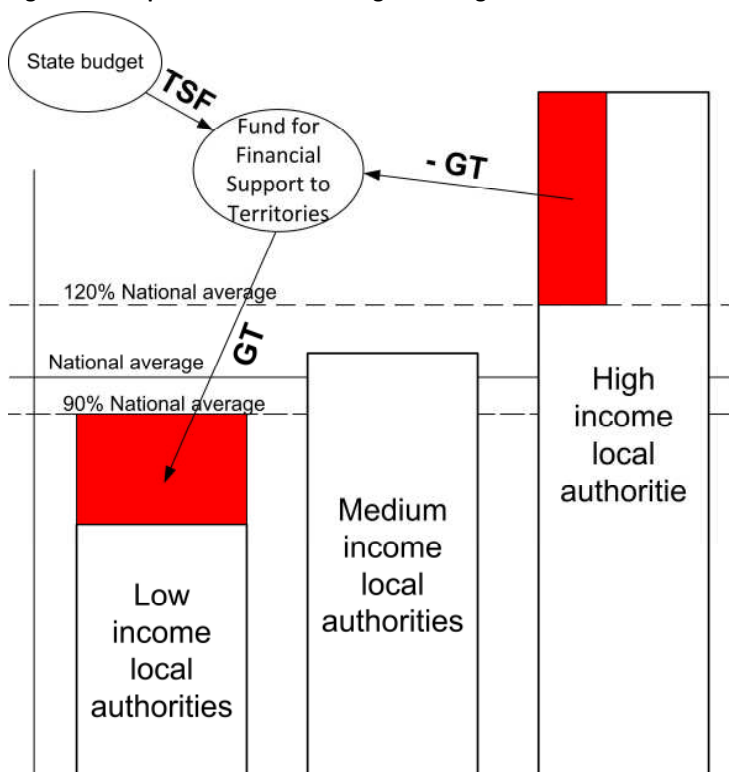 State budget
TSF
Fund for
Financial
Support to
Territories
- GT
120% National average
GT
National average
90% National average
High
income
local
authoritie
Medium
income
local
authorities
Low
income
local
authorities